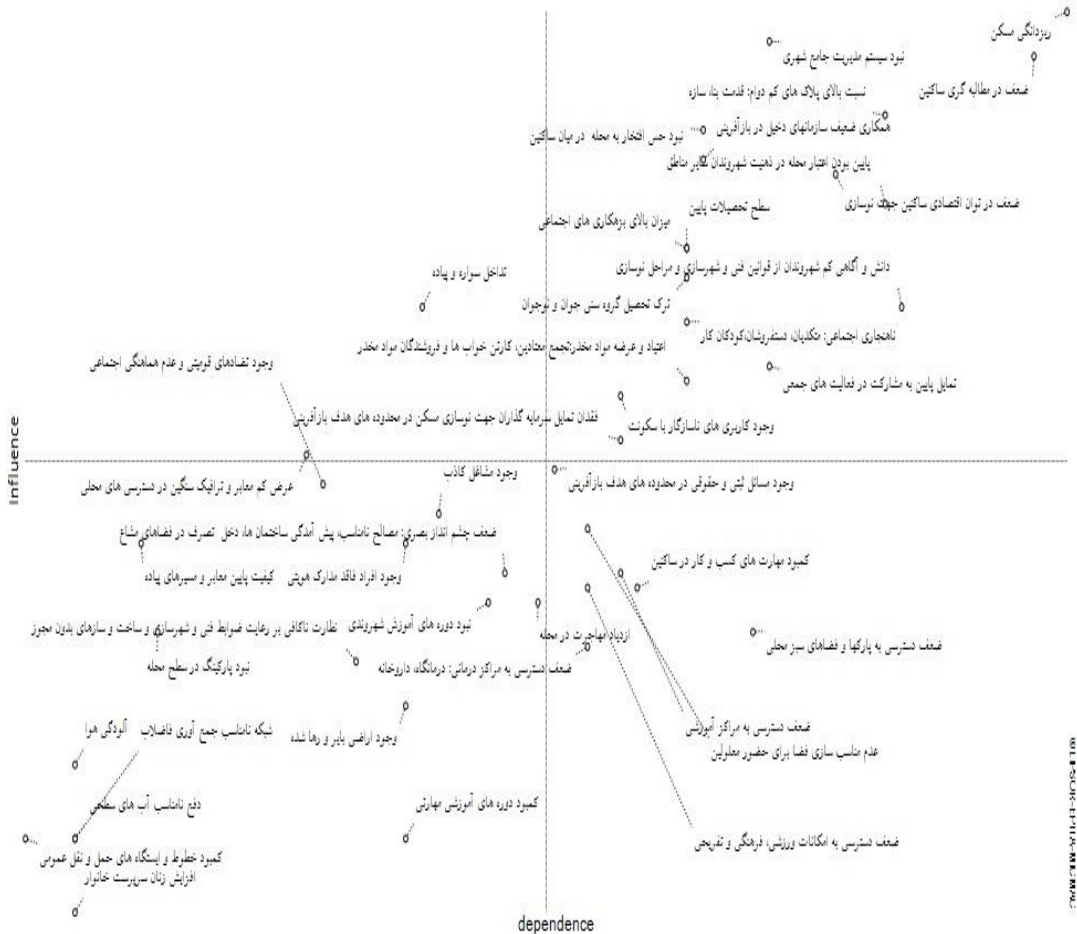 ریزدانگی مسکن
نبود سیستم مدیریت جامع شهری
ضعف در مطالبه گری ساکنین
نسبت بالای پلاک های کم دوام: قدمت بنا، سازه
همکاری ضعیف سازمانهای دخیل در بازآفرینی
نبود حس افتخار به محله در میان ساکنین
پایین بودن اعتبار محله در ذهنیت شهروندان سایر مناطق
ضعف در توان اقتصادی ساکنین جهت نوسازی
سطح تحصیلات پایین
میزان بالای بزهکاری های اجتماعی
دانش و آگاهی کم شهروندان از قوانین فنی و شهرسازی و مراحل نوسازی
تداخل سواره و پیاده
ترک تحصیل گروه سنی جوان و نوجوان
ناهنجاری اجتماعی: متکدیان، دستفروشان،کودکان کار
اعتیاد و عرضه مواد مخدر:تجمع معتادین، کارتن خواب ها و فروشندگان مواد مخدر
وجود تضادهای قومیتی و عدم هماهنگی اجتماعی
تمایل پایین به مشارکت در فعالیت های جمعی
فقدان تمایل سرمایه گذاران جهت نوسازی مسکن در محدوده های هدف بازآفرینی
وجود کاربری های ناسازگار با سکونت
Influence
وجود مشاغل کاذب
عرض کم معابر و ترافیک سنگین در دسترسی های محلی
وجود مسائل ثبتی و حقوقی در محدوده های هدف بازآفرینی
ضعف چشم انداز بصری: مصالح نامناسب، پیش آمدگی ساختمان ها، دخل تصرف در فضاهای مشاع
کمبود مهارت های کسب و کار در ساکنین
وجود افراد فاقد مدارک هویتی
کیفیت پایین معابر و مسیرهای پیاده
نبود دوره های آموزش شهروندی
نظارت ناکافی بر رعایت ضوابط فنی و شهرسازی و ساخت و سازهای بدون مجوز
ازدیاد مهاجرت در محله
ضعف دسترسی به پارکها و فضاهای سبز محلی
ضعف دسترسی به مراکز درمانی: درمانگاه، داروخانه
نبود پارکینگ در سطح محله
ضعف دسترسی به مراکز آموزشی
شبکه نامناسب جمع آوری فاضلاب
آلودگی هوا
وجود اراضی بایر و رها شده
عدم مناسب سازی فضا برای حضور معلولین
دفع نامناسب آب های سطحی
کمبود دوره های آموزشی مهارتی
ضعف دسترسی به امکانات ورزشی، فرهنگی و تفریحی
کمبود خطوط و ایستگاه های حمل و نقل عمومی
افزایش زنان سرپرست خانوار
dependence